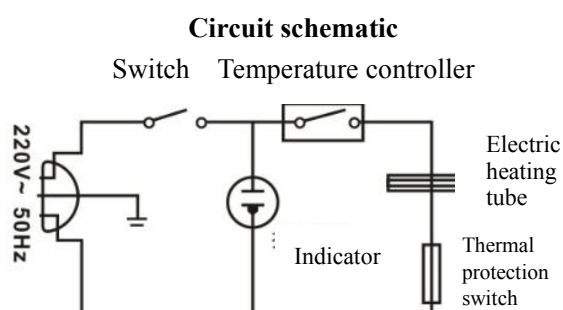 Circuit schematic
Switch Temperature controller
220V~ 50Hz
Electric
heating
tube
Indicator
Thermal
protection
switch